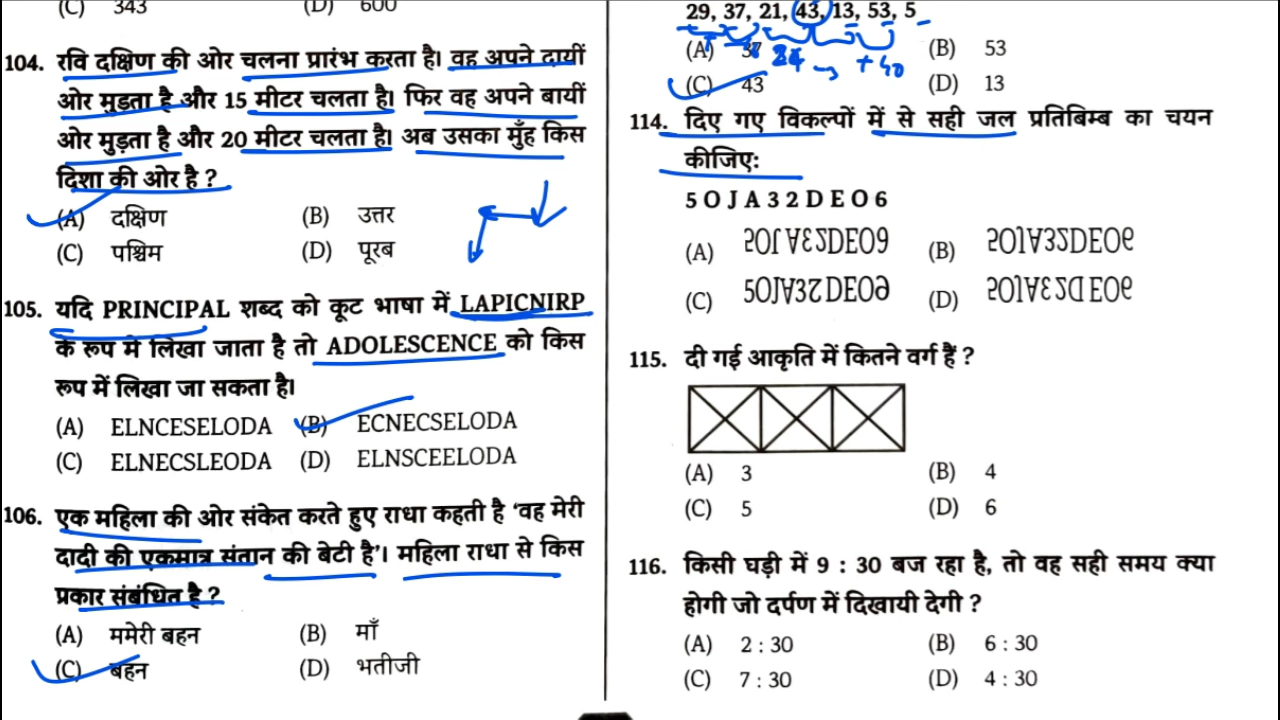 (C) 343 (D) 600
104. रवि दक्षिण की ओर चलना प्रारंभ करता है। वह अपने दायीं
ओर मुड़ता है और 15 मीटर चलता है। फिर वह अपने बायीं
ओर मुड़ता है और 20 मीटर चलता है। अब उसका मुँह किस
दिशा की ओर है ?
(A) दक्षिण (B) उत्तर
(C) पश्चिम (D) पूरब
105. यदि PRINCIPAL शब्द को कूट भाषा में LAPICNIRP
के रूप में लिखा जाता है तो ADOLESCENCE को किस
रूप में लिखा जा सकता है।
(A) ELNCESELODA (B) ECNECSELODA
(C) ELNECSLEODA (D) ELNSCEELODA
106. एक महिला की ओर संकेत करते हुए राधा कहती है ‘वह मेरी
दादी की एकमात्र संतान की बेटी है’। महिला राधा से किस
प्रकार संबंधित है ?
(A) ममेरी बहन (B) माँ
(C) बहन (D) भतीजी
29, 37, 21, 43, 13, 53, 5
(A) 37 (B) 53
+40
(C) 43 (D) 13
114. दिए गए विकल्पों में से सही जल प्रतिबिम्ब का चयन
कीजिए:
5 O J A 3 2 D E O 6
(A) (B)
(C) (D)
115. दी गई आकृति में कितने वर्ग हैं ?
(A) 3 (B) 4
(C) 5 (D) 6
116. किसी घड़ी में 9 : 30 बज रहा है, तो वह सही समय क्या
होगी जो दर्पण में दिखायी देगी ?
(A) 2 : 30 (B) 6 : 30
(C) 7 : 30 (D) 4 : 30